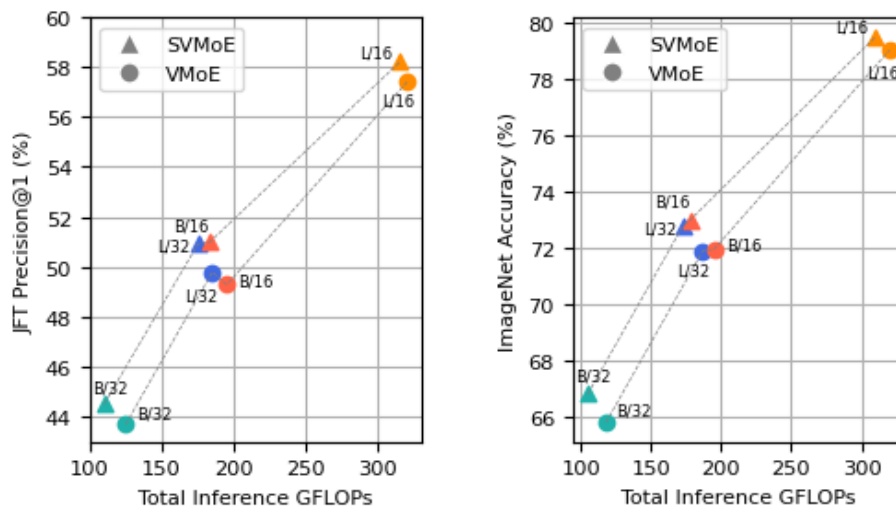 60
58
56
54
52
50
48
46
44
JFT Precision@1 (%)
SVMoE
VMoE
L/16
L/16
B/16
L/32
L/32
B/16
B/32
B/32
100
200
300
Total Inference GFLOPs
80
78
76
74
72
70
68
66
ImageNet Accuracy (%)
SVMoE
VMoE
L/16
L/16
B/16
L/32
L/32
B/16
B/32
B/32
100
150
200
250
300
Total Inference GFLOPs